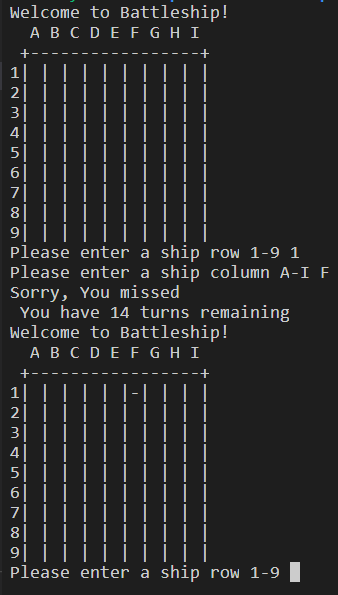 Welcome to Battleship!
  A B C D E F G H I
 +-----------------+
1| | | | | | | | | |
2| | | | | | | | | |
3| | | | | | | | | |
4| | | | | | | | | |
5| | | | | | | | | |
6| | | | | | | | | |
7| | | | | | | | | |
8| | | | | | | | | |
9| | | | | | | | | |
Please enter a ship row 1-9 1
Please enter a ship column A-I F
Sorry, You missed
 You have 14 turns remaining
Welcome to Battleship!
  A B C D E F G H I
 +-----------------+
1| | | | | |-| | | |
2| | | | | | | | | |
3| | | | | | | | | |
4| | | | | | | | | |
5| | | | | | | | | |
6| | | | | | | | | |
7| | | | | | | | | |
8| | | | | | | | | |
9| | | | | | | | | |
Please enter a ship row 1-9